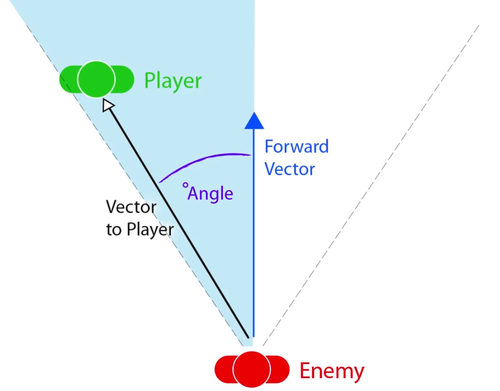 Player
Forward
Vector
°Angle
Vector
to Player
Enemy